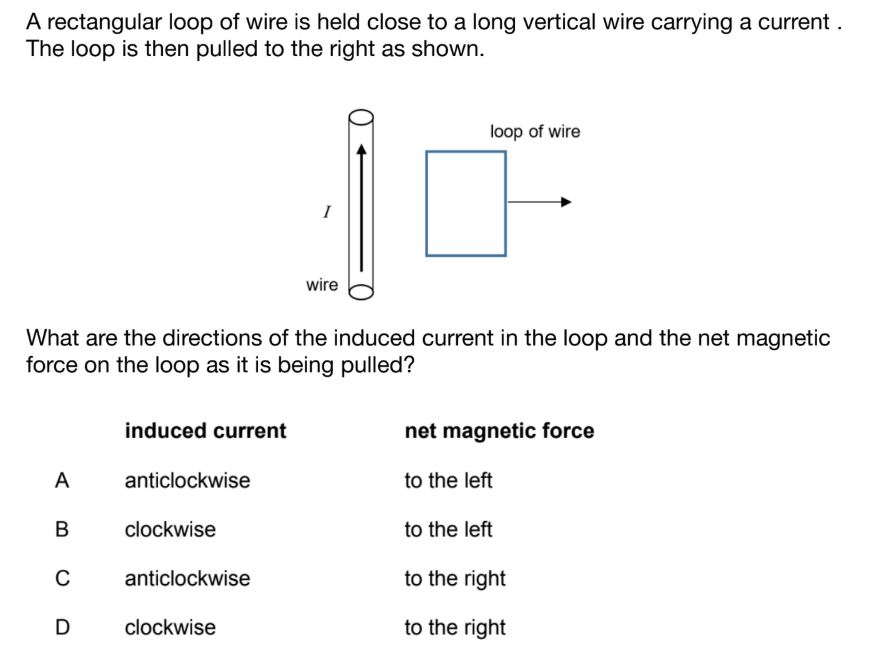 A rectangular loop of wire is held close to a long vertical wire carrying a current .
The loop is then pulled to the right as shown.
loop of wire
I
wire
What are the directions of the induced current in the loop and the net magnetic
force on the loop as it is being pulled?
induced current net magnetic force
A anticlockwise to the left
B clockwise to the left
C anticlockwise to the right
D clockwise to the right